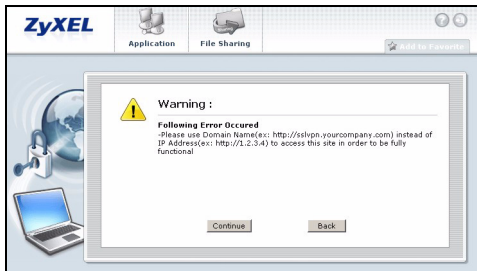 ZyXEL
Application
File Sharing
Add to Favorite
Warning :
Following Error Occured
-Please use Domain Name(ex: http://sslvpn.yourcompany.com) instead of
IP Address(ex: http://1.2.3.4) to access this site in order to be fully
functional
Continue
Back